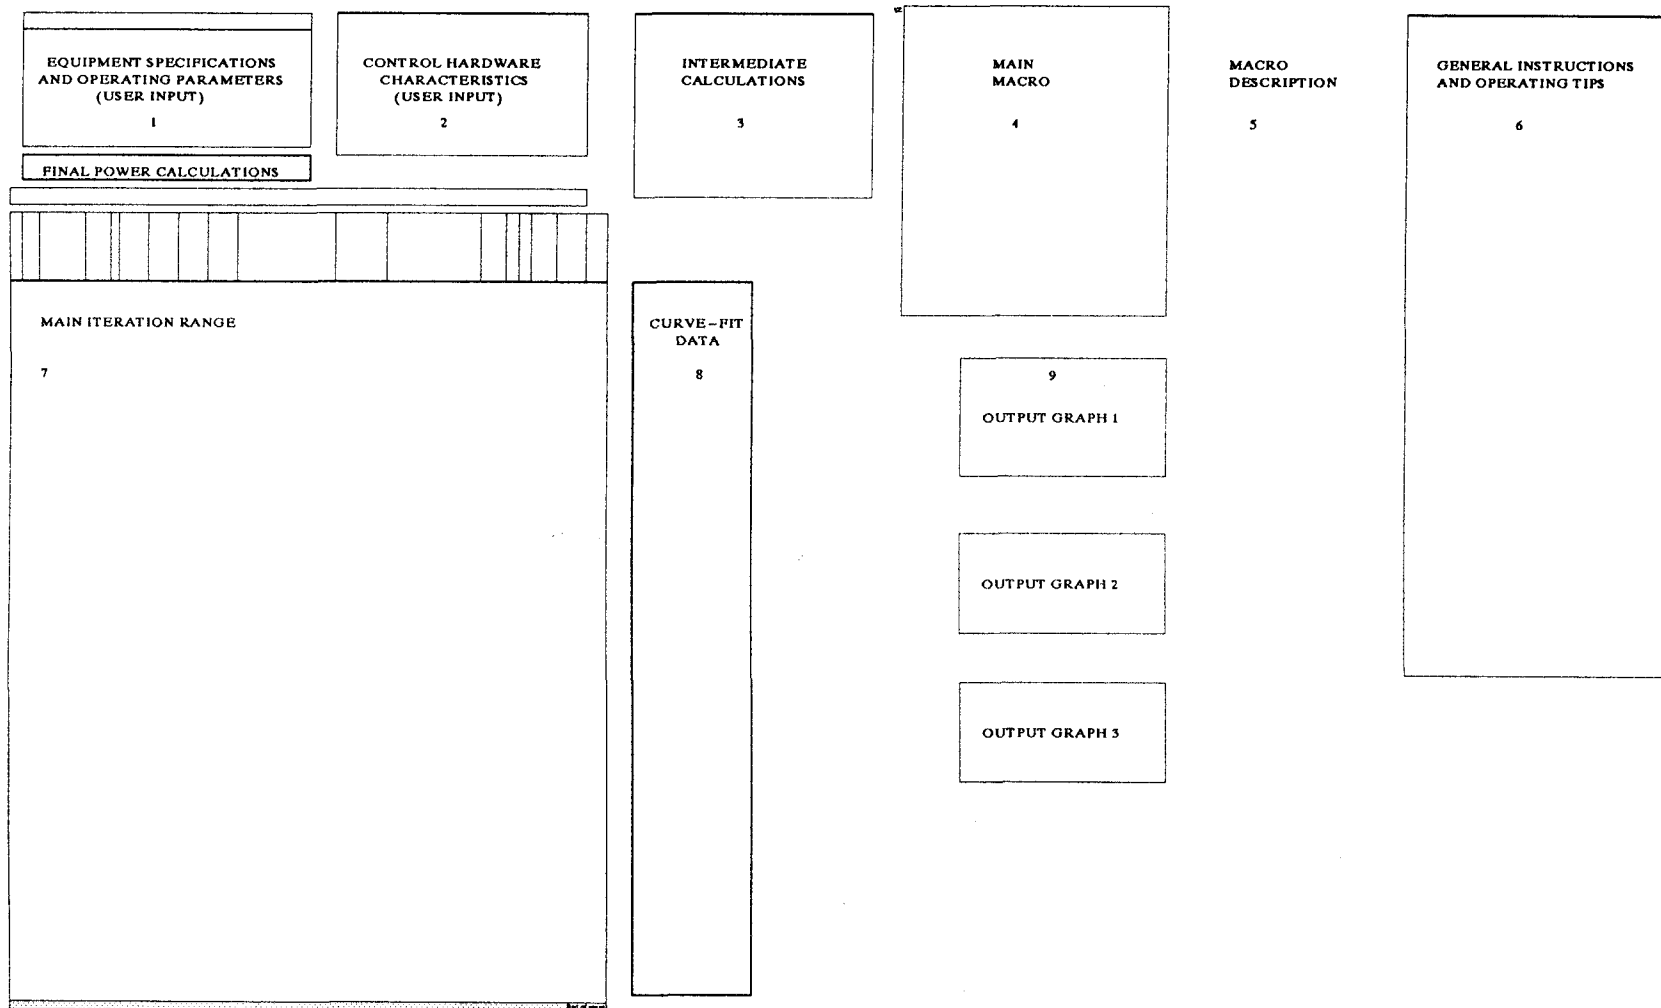 EQUIPMENT SPECIFICATIONS
AND OPERATING PARAMETERS
(USER INPUT)
1
CONTROL HARDWARE
CHARACTERISTICS
(USER INPUT)
2
INTERMEDIATE
CALCULATIONS
3
MAIN
MACRO
4
MACRO
DESCRIPTION
5
GENERAL INSTRUCTIONS
AND OPERATING TIPS
6
FINAL POWER CALCULATIONS
MAIN ITERATION RANGE
7
CURVE-FIT
DATA
8
9
OUTPUT GRAPH 1
OUTPUT GRAPH 2
OUTPUT GRAPH 3